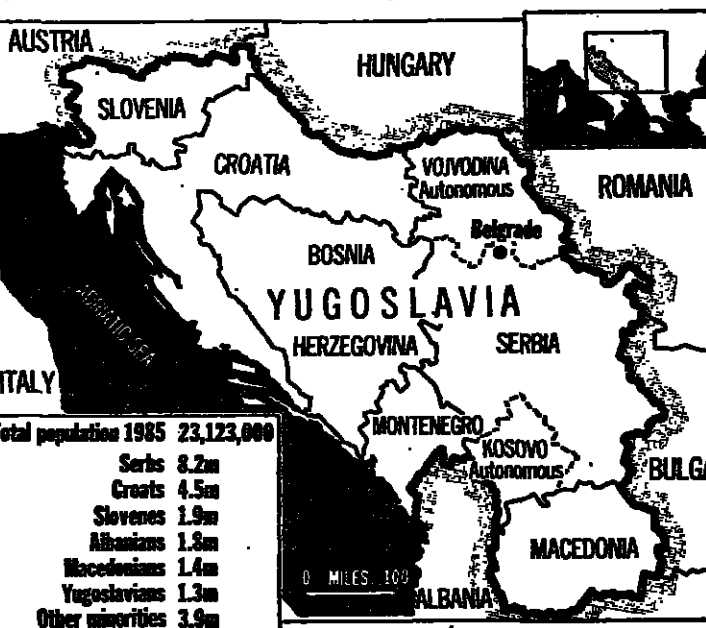 AUSTRIA
HUNGARY
SLOVENIA
CROATIA
VOJVODINA
Autonomous
ROMANIA
Belgrade
BOSNIA
YUGOSLAVIA
ADRIATIC SEA
HERZEGOVINA
SERBIA
ITALY
MONTENEGRO
KOSOVO
Autonomous
BULGA
MACEDONIA
ALBANIA
0 MILES 100
Total population 1985 23,123,000
Serbs 8.2m
Croats 4.5m
Slovenes 1.9m
Albanians 1.8m
Macedonians 1.4m
Yugoslavians 1.3m
Other minorities 3.9m